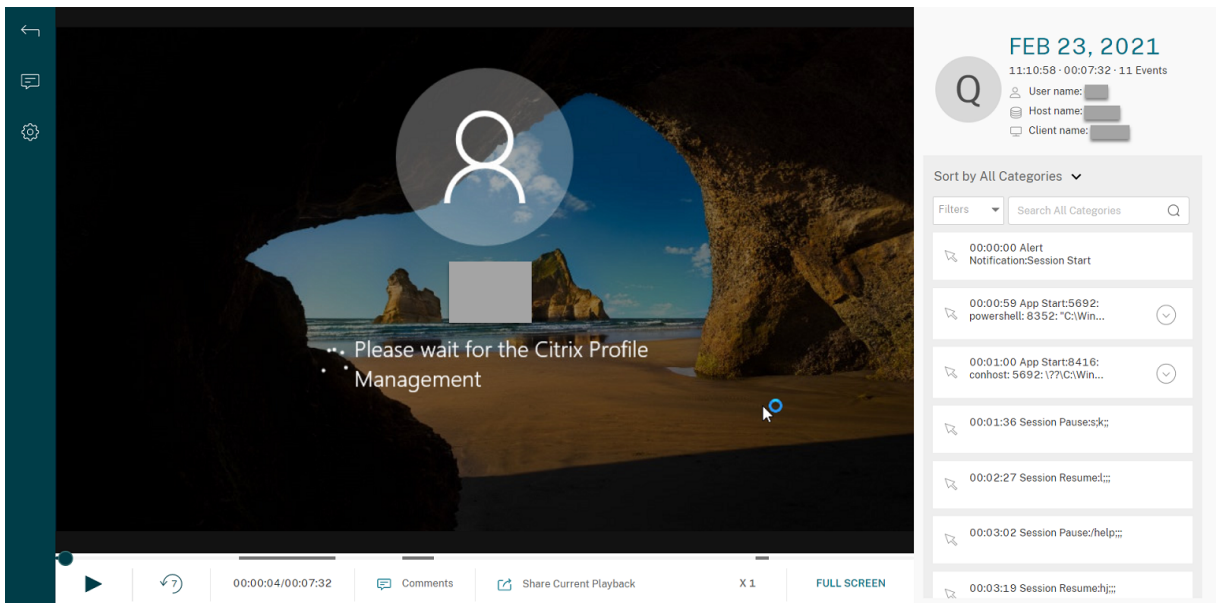 FEB 23, 2021
11:10:58 · 00:07:32 · 11 Events
Q
User name:
Host name:
Client name:
Sort by All Categories
Filters
Search All Categories
00:00:00 Alert
Notification:Session Start
00:00:59 App Start:5692:
powershell: 8352: "C:\Win...
00:01:00 App Start:8416:
conhost: 5692: \??\C:\Win...
00:01:36 Session Pause:s;k;;
00:02:27 Session Resume:l;;;
00:03:02 Session Pause:/help;;;
00:03:19 Session Resume:hj;;;
Please wait for the Citrix Profile
Management
7
00:00:04/00:07:32
Comments
Share Current Playback
X 1
FULL SCREEN